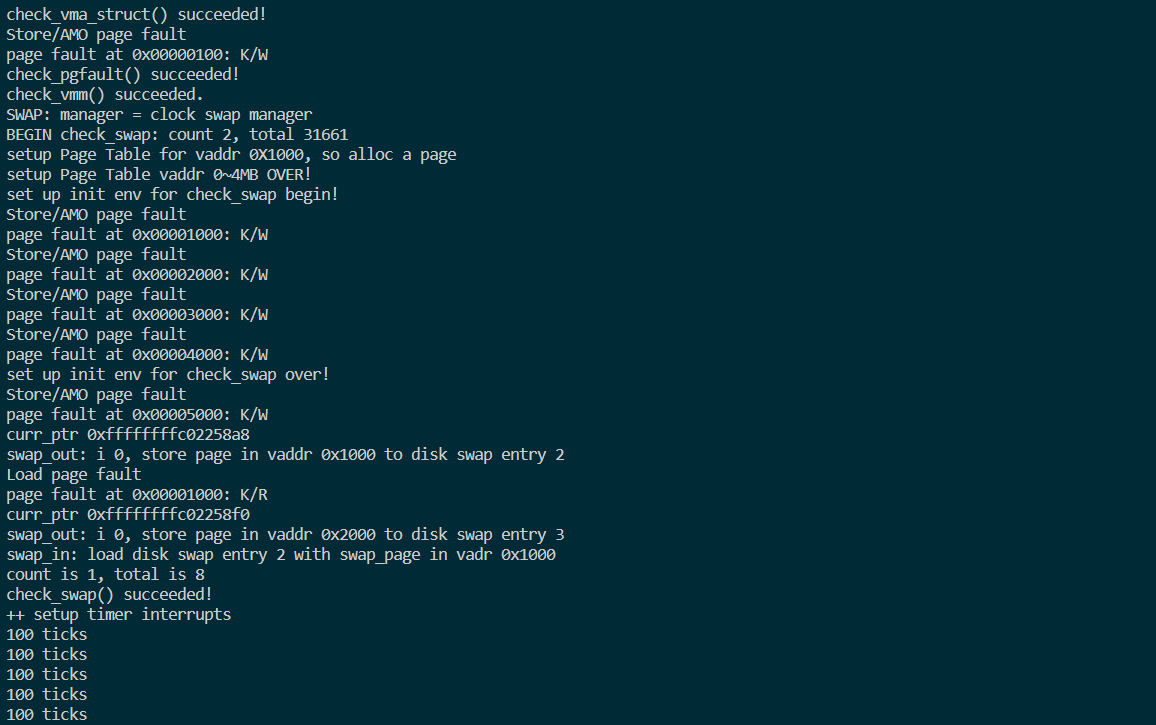 check_vma_struct() succeeded!
Store/AMO page fault
page fault at 0x00000100: K/W
check_pgfault() succeeded!
check_vmm() succeeded.
SWAP: manager = clock swap manager
BEGIN check_swap: count 2, total 31661
setup Page Table for vaddr 0X1000, so alloc a page
setup Page Table vaddr 0~4MB OVER!
set up init env for check_swap begin!
Store/AMO page fault
page fault at 0x00001000: K/W
Store/AMO page fault
page fault at 0x00002000: K/W
Store/AMO page fault
page fault at 0x00003000: K/W
Store/AMO page fault
page fault at 0x00004000: K/W
set up init env for check_swap over!
Store/AMO page fault
page fault at 0x00005000: K/W
curr_ptr 0xffffffffc02258a8
swap_out: i 0, store page in vaddr 0x1000 to disk swap entry 2
Load page fault
page fault at 0x00001000: K/R
curr_ptr 0xffffffffc02258f0
swap_out: i 0, store page in vaddr 0x2000 to disk swap entry 3
swap_in: load disk swap entry 2 with swap_page in vadr 0x1000
count is 1, total is 8
check_swap() succeeded!
++ setup timer interrupts
100 ticks
100 ticks
100 ticks
100 ticks
100 ticks